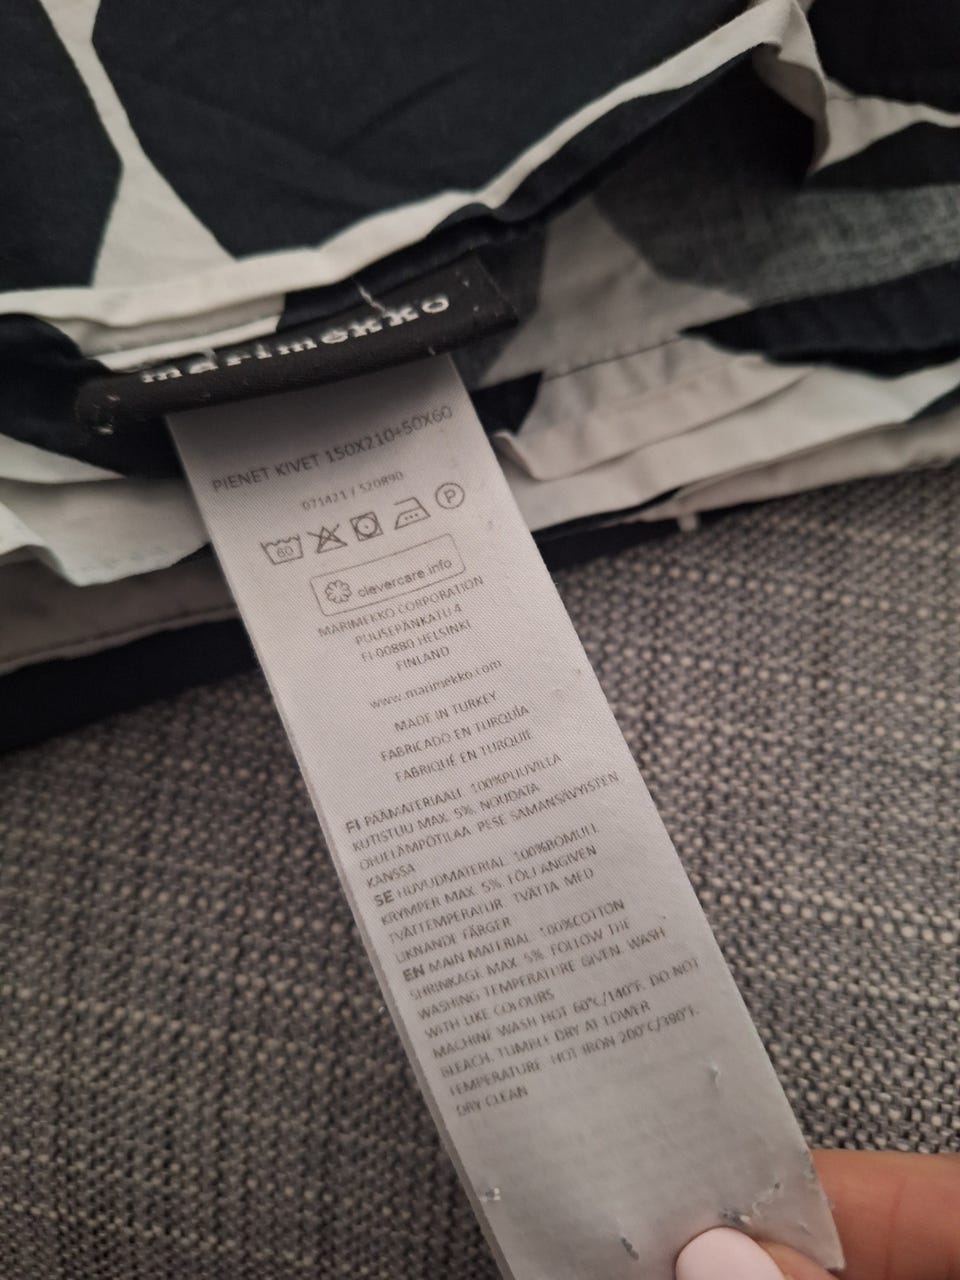 marimekko
PIENET KIVET 150X210+50X60
071421 / 520890
60 P
clevercare.info
MARIMEKKO CORPORATION
PUUSEPÄNKATU 4
FI-00880 HELSINKI
FINLAND
www.marimekko.com
MADE IN TURKEY
FABRICADO EN TURQUÍA
FABRIQUÉ EN TURQUIE
FI PÄÄMATERIAALI 100%PUUVILLA
KUTISTUU MAX. 5%. NOUDATA
OHJELÄMPÖTILAA. PESE SAMANSÄVYISTEN
KANSSA
SE HUVUDMATERIAL 100%BOMULL
KRYMPER MAX. 5%. FÖLJ ANGIVEN
TVÄTTEMPERATUR. TVÄTTA MED
LIKNANDE FÄRGER
EN MAIN MATERIAL 100%COTTON
SHRINKAGE MAX. 5%. FOLLOW THE
WASHING TEMPERATURE GIVEN. WASH
WITH LIKE COLOURS
MACHINE WASH HOT 60°C/140°F. DO NOT
BLEACH. TUMBLE DRY AT LOWER
TEMPERATURE HOT IRON 200°C/390°F.
DRY CLEAN